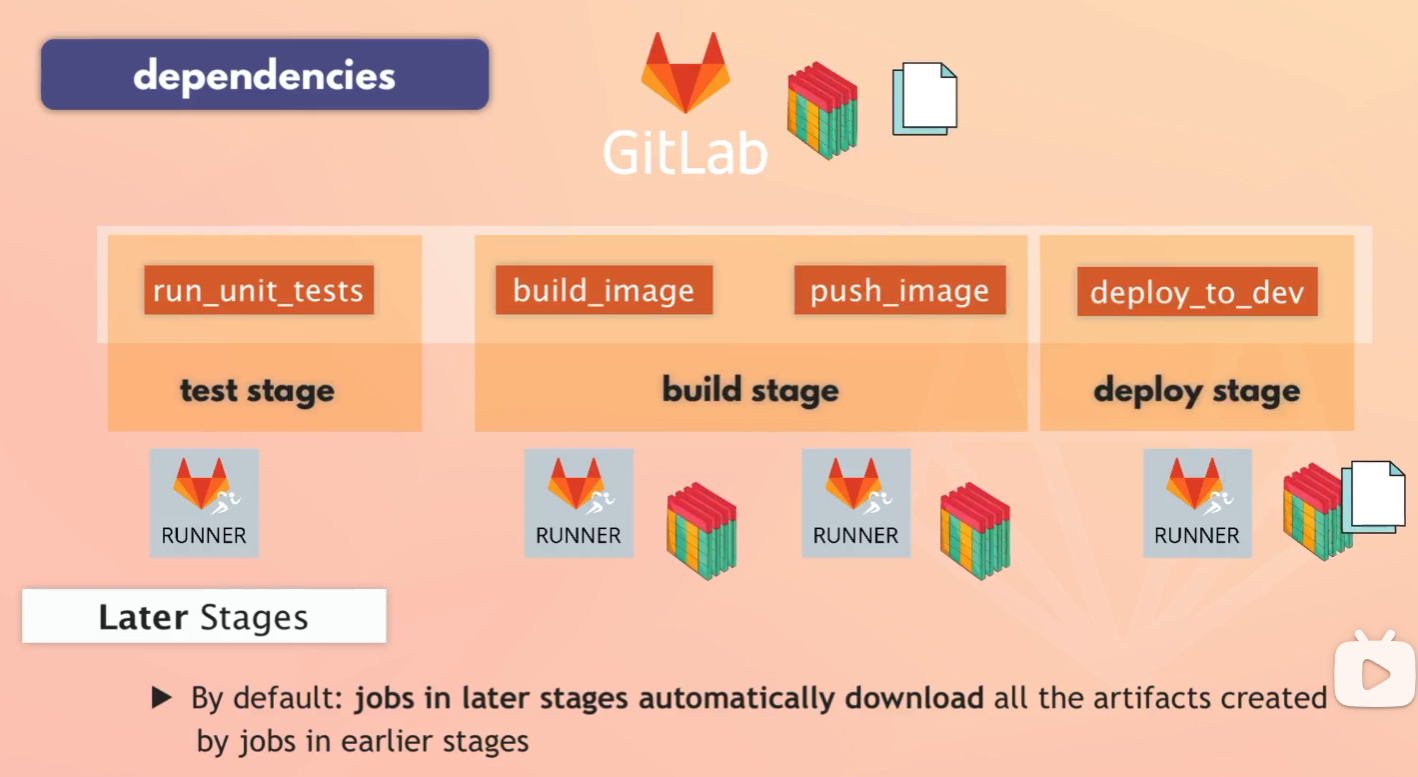 dependencies
GitLab
run_unit_tests
build_image
push_image
deploy_to_dev
test stage
build stage
deploy stage
RUNNER
RUNNER
RUNNER
RUNNER
Later Stages
▶ By default: jobs in later stages automatically download all the artifacts created
by jobs in earlier stages